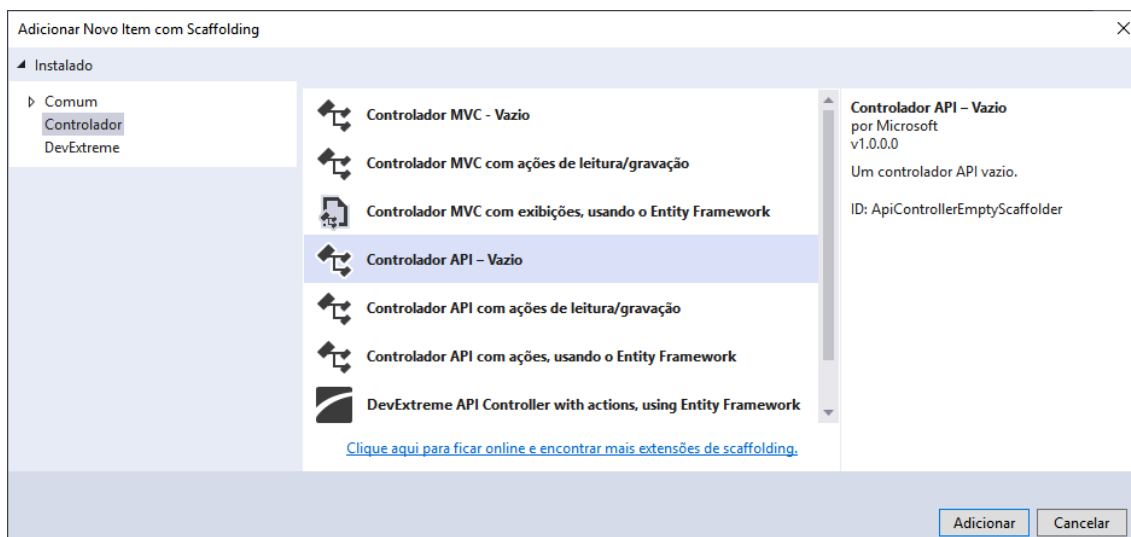 Adicionar Novo Item com Scaffolding
Instalado
Comum
Controlador
DevExtreme
Controlador MVC - Vazio
Controlador MVC com ações de leitura/gravação
Controlador MVC com exibições, usando o Entity Framework
Controlador API – Vazio
Controlador API com ações de leitura/gravação
Controlador API com ações, usando o Entity Framework
DevExtreme API Controller with actions, using Entity Framework
Clique aqui para ficar online e encontrar mais extensões de scaffolding.
Controlador API – Vazio
por Microsoft
v1.0.0.0
Um controlador API vazio.
ID: ApiControllerEmptyScaffolder
Adicionar
Cancelar